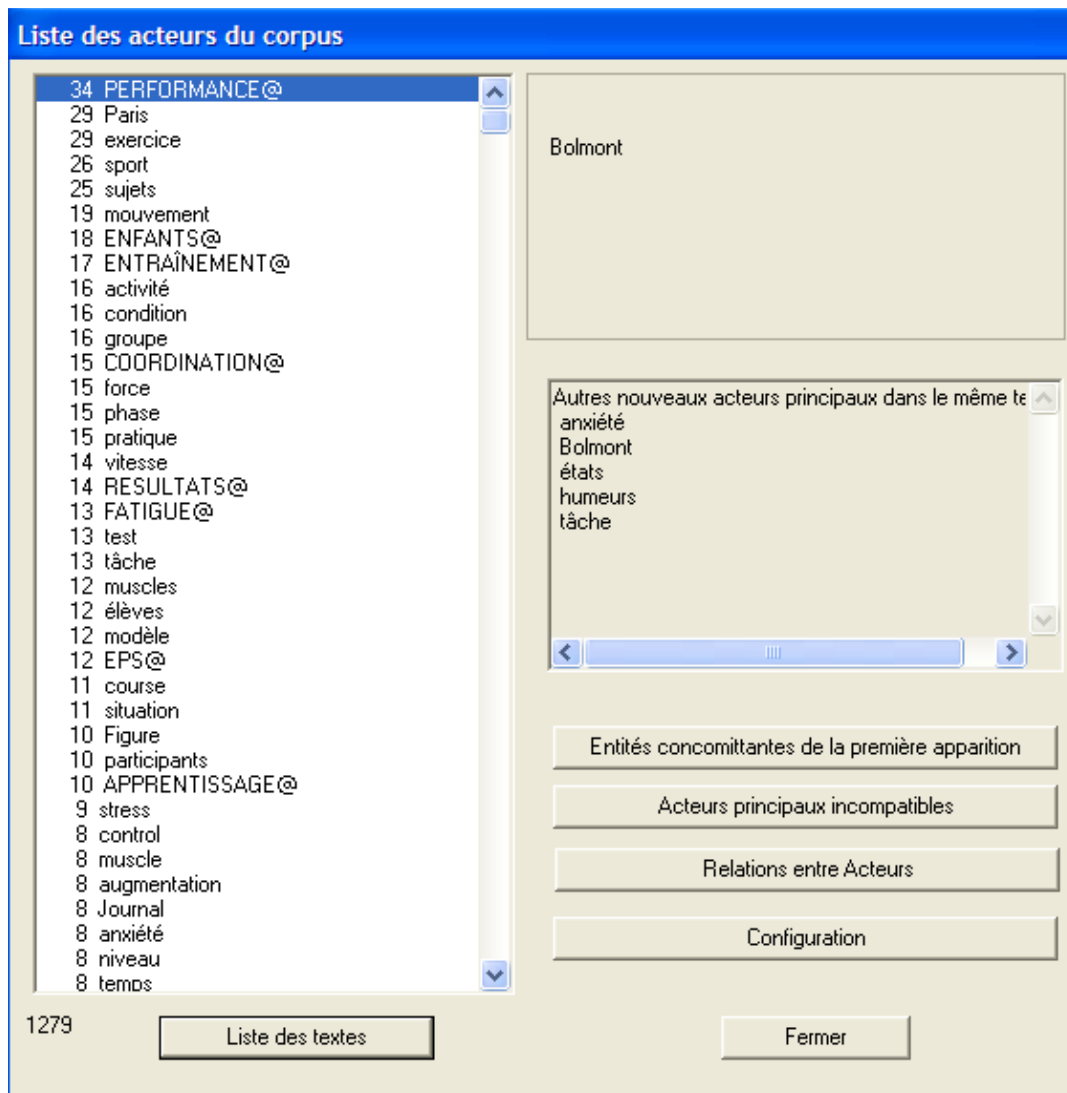 Liste des acteurs du corpus
34 PERFORMANCE@
29 Paris
29 exercice
26 sport
25 sujets
19 mouvement
18 ENFANTS@
17 ENTRAÎNEMENT@
16 activité
16 condition
16 groupe
15 COORDINATION@
15 force
15 phase
15 pratique
14 vitesse
14 RESULTATS@
13 FATIGUE@
13 test
13 tâche
12 muscles
12 élèves
12 modèle
12 EPS@
11 course
11 situation
10 Figure
10 participants
10 APPRENTISSAGE@
9 stress
8 control
8 muscle
8 augmentation
8 Journal
8 anxiété
8 niveau
8 temps
1279
Liste des textes
Bolmont
Autres nouveaux acteurs principaux dans le même te
anxiété
Bolmont
états
humeurs
tâche
Entités concomittantes de la première apparition
Acteurs principaux incompatibles
Relations entre Acteurs
Configuration
Fermer